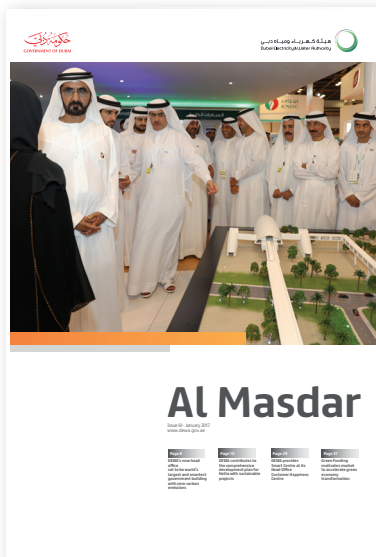 حكومة دبي
GOVERNMENT OF DUBAI
هيئة كهرباء ومياه دبي
Dubai Electricity & Water Authority
Al Masdar
Issue 61 - January 2017
www.dewa.gov.ae
Page 8
DEWA's new head
office
set to be world's
largest and smartest
government building
with zero carbon
emissions
Page 10
DEWA contributes to
the comprehensive
development plan for
Hatta with sustainable
projects
Page 29
DEWA provides
Smart Centre at its
Head Office
Customer Happiness
Centre
Page 37
Green Funding
motivates market
to accelerate green
economy
transformation